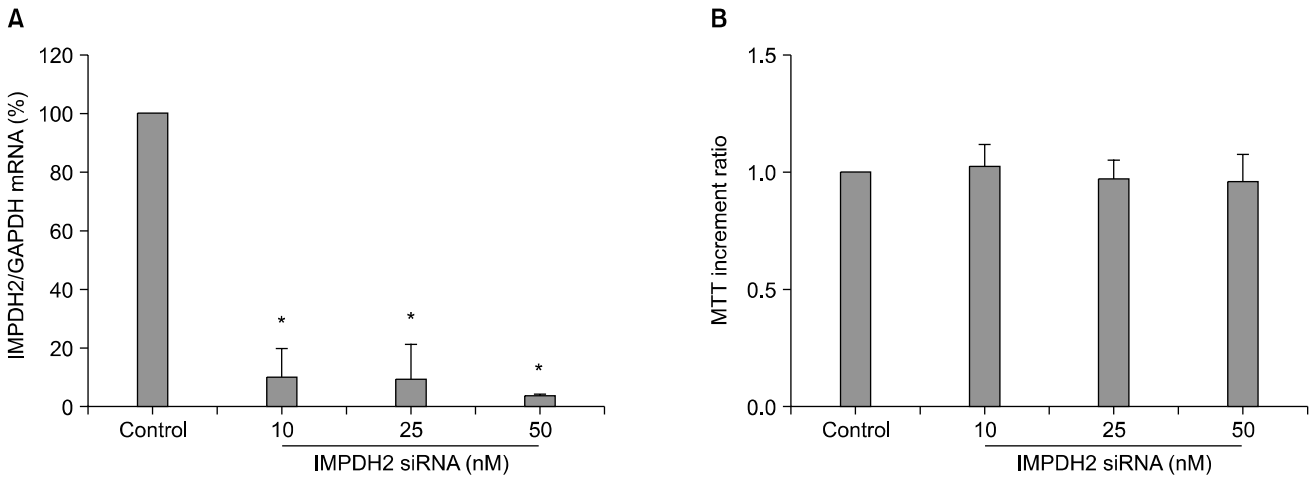 A
IMPDH2/GAPDH mRNA (%)
120
100
80
60
40
20
0
*
*
*
Control 10 25 50
IMPDH2 siRNA (nM)
B
MTT increment ratio
1.5
1.0
0.5
0.0
Control 10 25 50
IMPDH2 siRNA (nM)